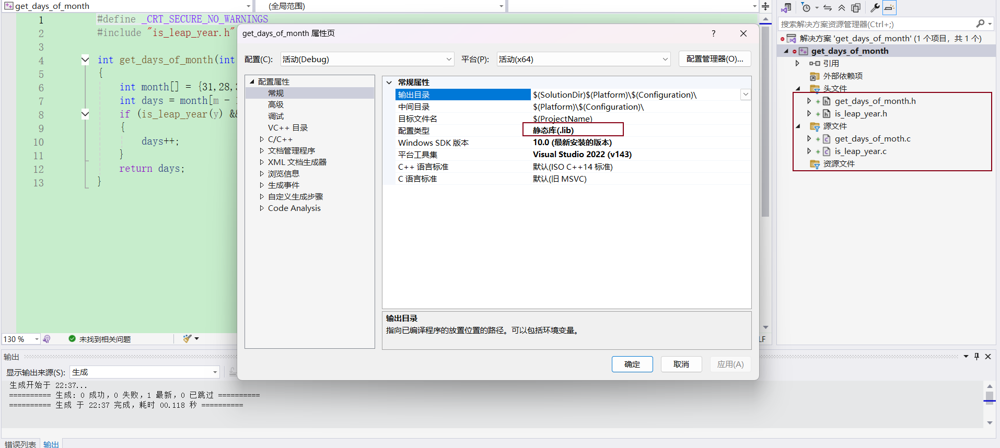 get_days_of_month
(全局范围)
1 #define _CRT_SECURE_NO_WARNINGS
2 #include "is_leap_year.h"
3
4 int get_days_of_month(int
5 {
6 int month[] = {31,28,
7 int days = month[m -
8 if (is_leap_year(y) &&
9 {
10 days++;
11 }
12 return days;
13 }
130 %
未找到相关问题
LF
get_days_of_month 属性页
?
配置(C):
活动(Debug)
平台(P):
活动(x64)
配置管理器(O)...
配置属性
常规
高级
调试
VC++ 目录
C/C++
文档管理程序
XML 文档生成器
浏览信息
生成事件
自定义生成步骤
Code Analysis
常规属性
输出目录 $(SolutionDir)$(Platform)\$(Configuration)\
中间目录 $(Platform)\$(Configuration)\
目标文件名 $(ProjectName)
配置类型 静态库(.lib)
Windows SDK 版本 10.0 (最新安装的版本)
平台工具集 Visual Studio 2022 (v143)
C++ 语言标准 默认(ISO C++14 标准)
C 语言标准 默认(旧 MSVC)
输出目录
指向已编译程序的放置位置的路径。可以包括环境变量。
确定
取消
应用(A)
搜索解决方案资源管理器(Ctrl+;)
解决方案 'get_days_of_month' (1 个项目，共 1 个)
get_days_of_month
引用
外部依赖项
头文件
get_days_of_month.h
is_leap_year.h
源文件
get_days_of_moth.c
is_leap_year.c
资源文件
输出
显示输出来源(S): 生成
生成开始于 22:37...
========== 生成: 0 成功，0 失败，1 最新，0 已跳过 ==========
========== 生成 于 22:37 完成，耗时 00.118 秒 ==========
错误列表 输出